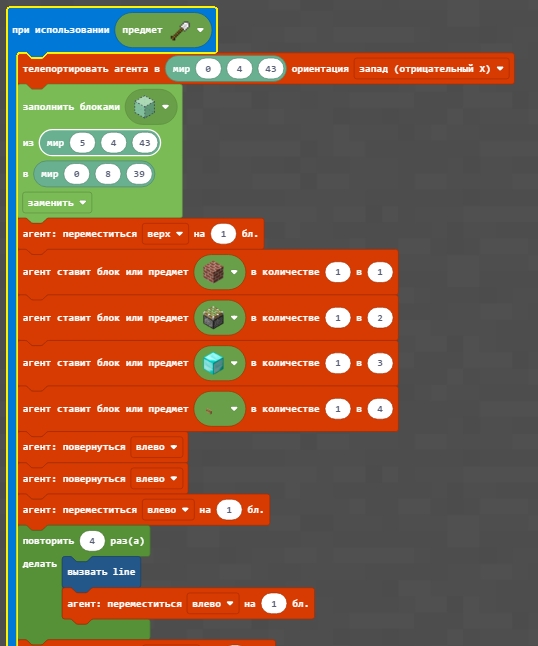 при использовании предмет
телепортировать агента в мир 0 4 43 ориентация запад (отрицательный X)
заполнить блоками
из мир 5 4 43
в мир 0 8 39
заменить
агент: переместиться верх на 1 бл.
агент ставит блок или предмет в количестве 1 в 1
агент ставит блок или предмет в количестве 1 в 2
агент ставит блок или предмет в количестве 1 в 3
агент ставит блок или предмет в количестве 1 в 4
агент: повернуться влево
агент: повернуться влево
агент: переместиться влево на 1 бл.
повторить 4 раз(а)
делать
вызвать line
агент: переместиться влево на 1 бл.